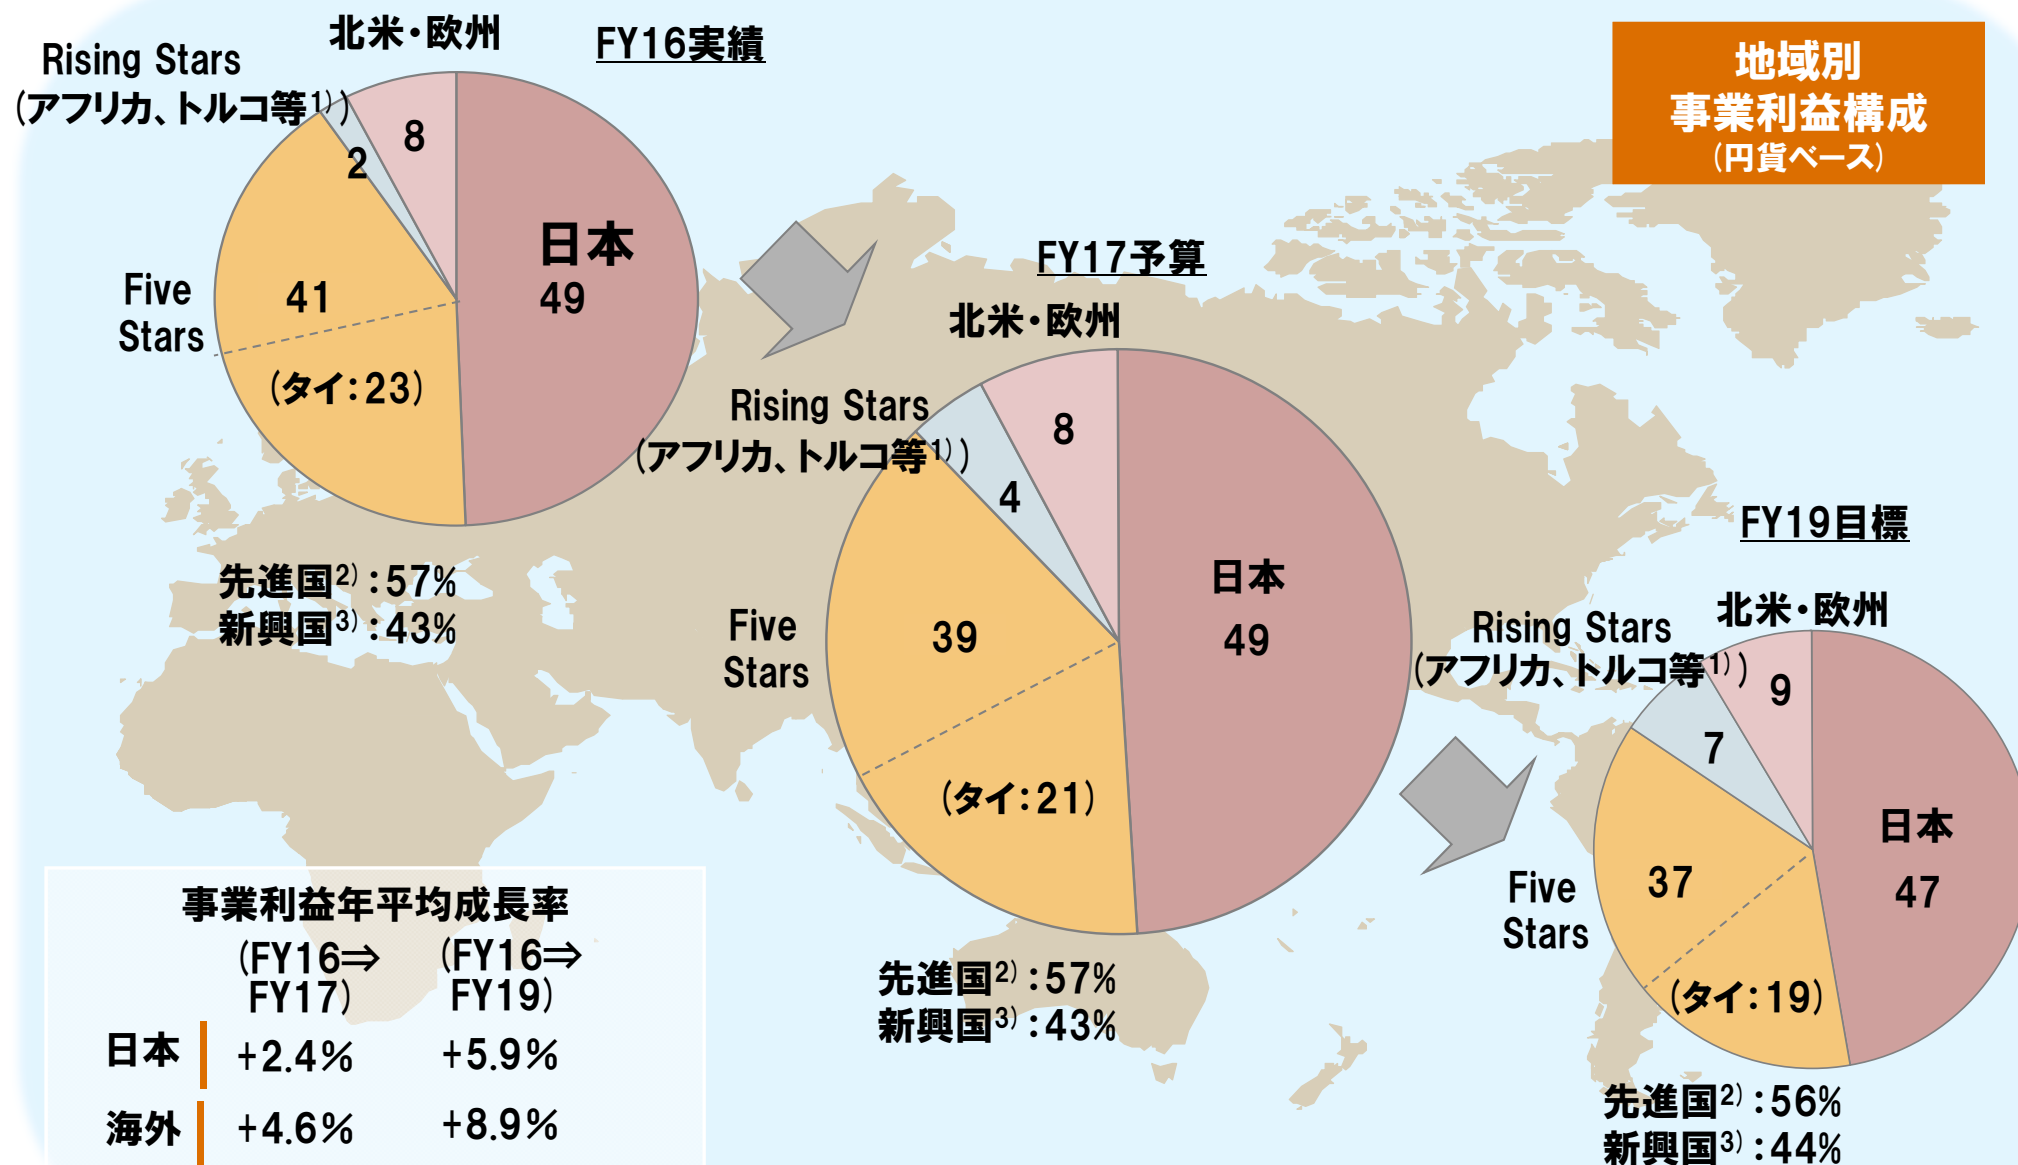 地域別
事業利益構成
(円貨ベース)
FY16実績
北米・欧州
Rising Stars
(アフリカ、トルコ等1))
8
2
日本
49
Five
Stars
41
(タイ:23)
先進国2):57%
新興国3):43%
FY17予算
北米・欧州
Rising Stars
(アフリカ、トルコ等1))
8
4
日本
49
Five
Stars
39
(タイ:21)
先進国2):57%
新興国3):43%
FY19目標
北米・欧州
Rising Stars
(アフリカ、トルコ等1))
9
7
日本
47
Five
Stars
37
(タイ:19)
先進国2):56%
新興国3):44%
事業利益年平均成長率
(FY16⇒ (FY16⇒
FY17) FY19)
日本 +2.4% +5.9%
海外 +4.6% +8.9%